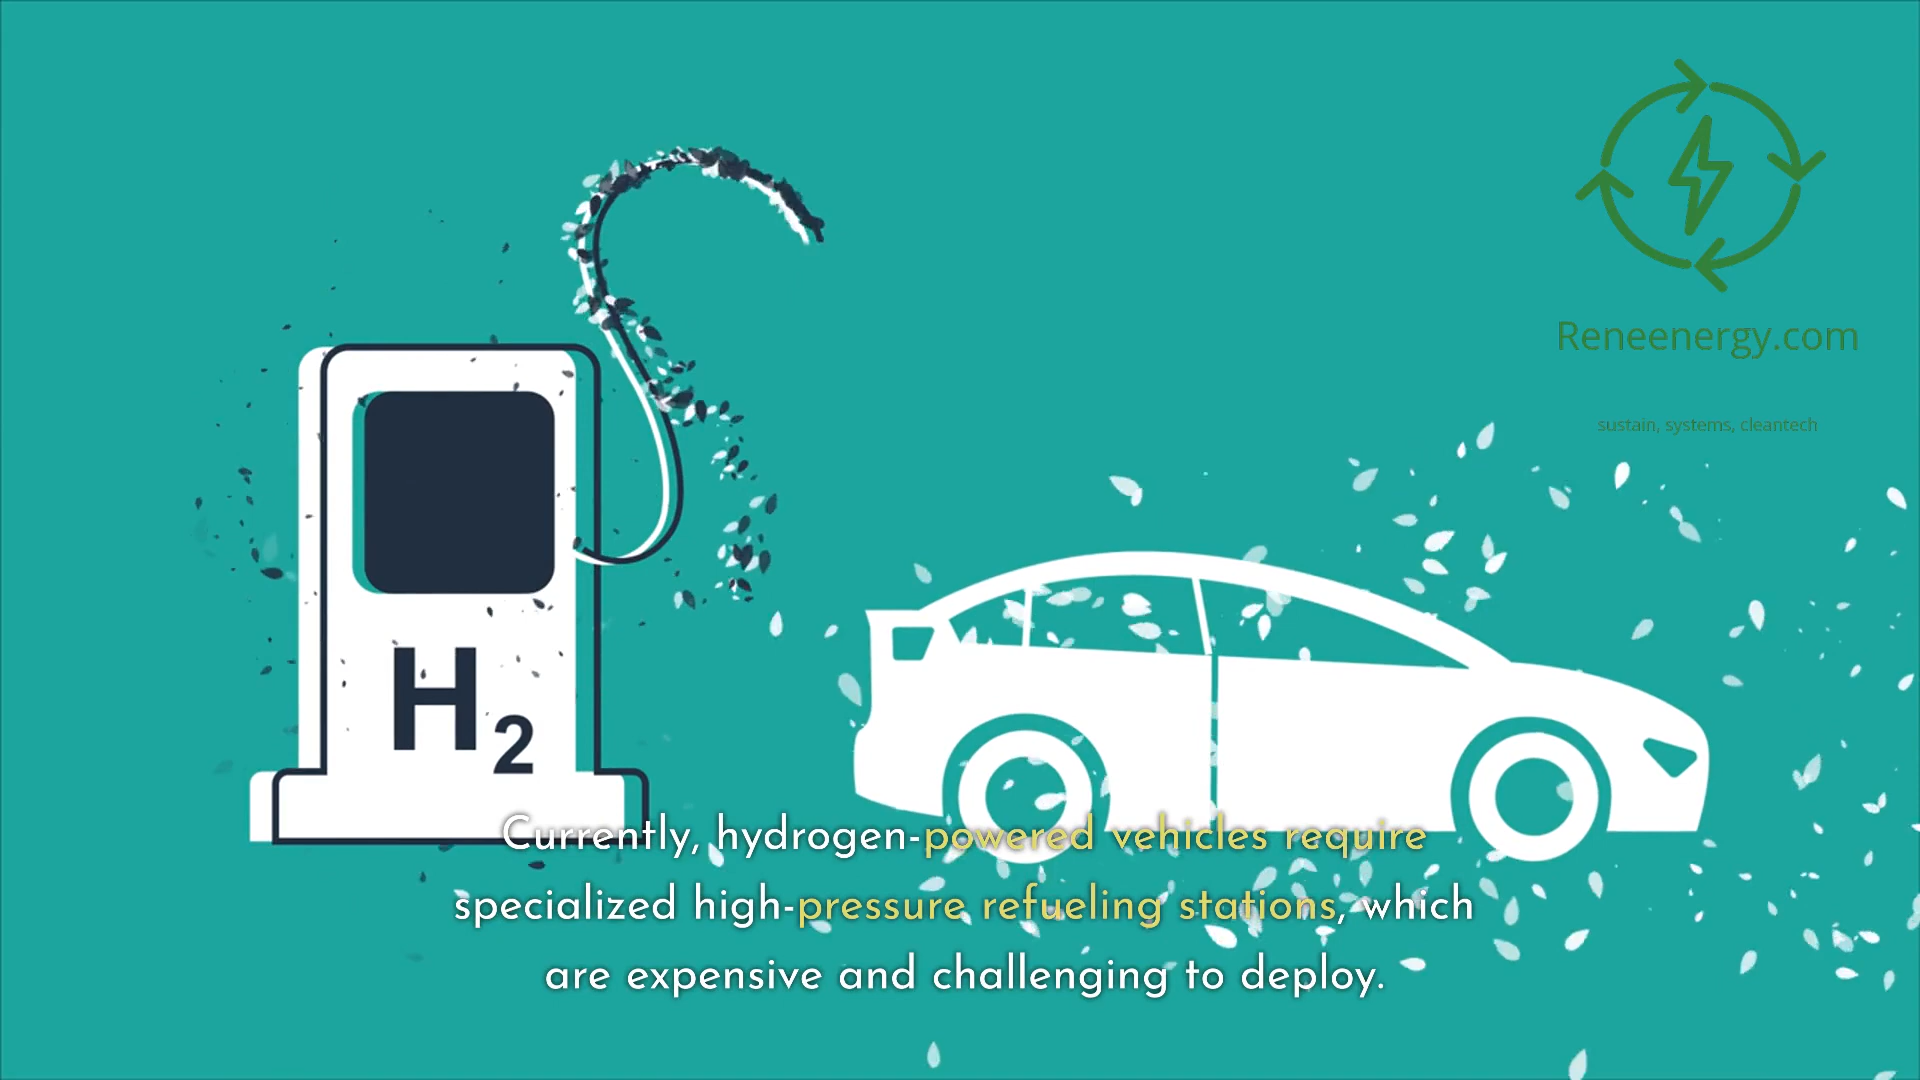 Reneenergy.com
sustain, systems, cleantech
H2
Currently, hydrogen-powered vehicles require
specialized high-pressure refueling stations, which
are expensive and challenging to deploy.